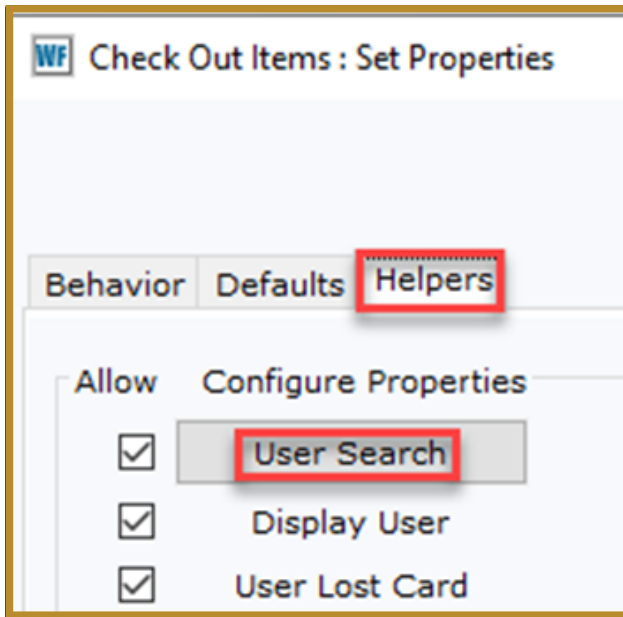 WF Check Out Items : Set Properties
Behavior Defaults Helpers
Allow Configure Properties
User Search
Display User
User Lost Card